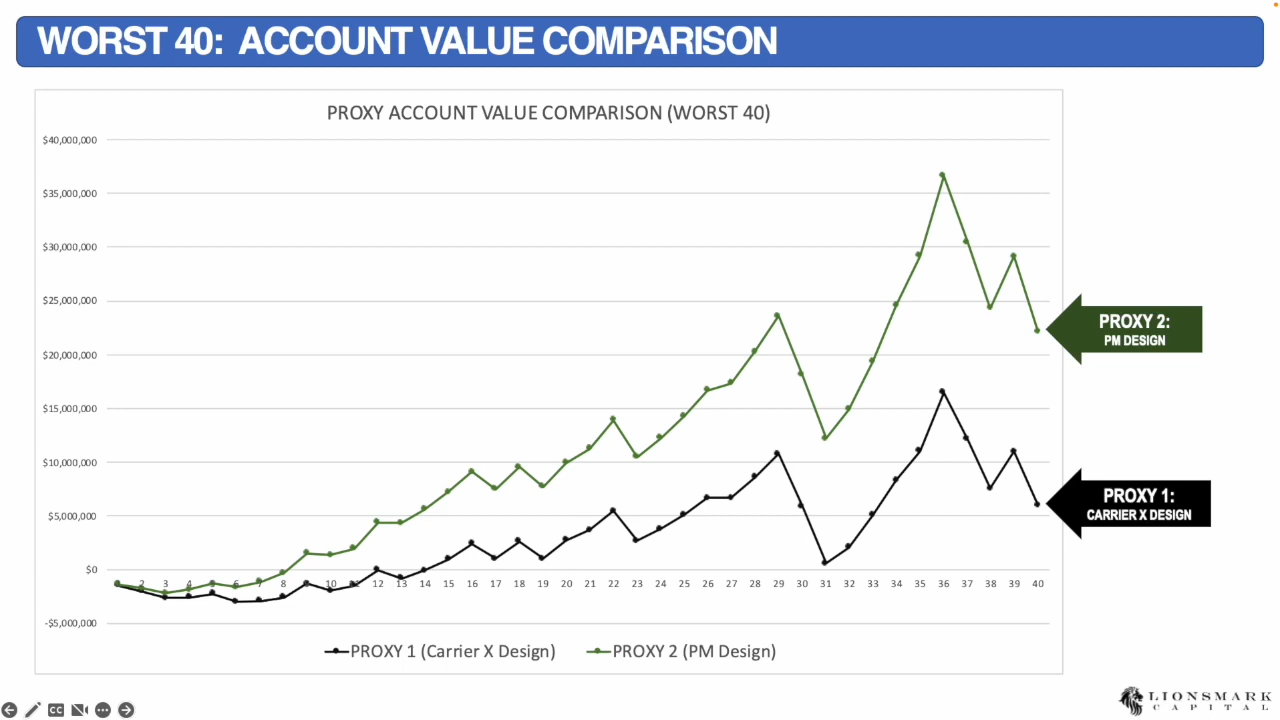 WORST 40: ACCOUNT VALUE COMPARISON
PROXY ACCOUNT VALUE COMPARISON (WORST 40)
$40,000,000
$35,000,000
$30,000,000
$25,000,000
$20,000,000
$15,000,000
$10,000,000
$5,000,000
$0
-$5,000,000
1 2 3 4 5 6 7 8 9 10 11 12 13 14 15 16 17 18 19 20 21 22 23 24 25 26 27 28 29 30 31 32 33 34 35 36 37 38 39 40
PROXY 1 (Carrier X Design) PROXY 2 (PM Design)
PROXY 2:
PM DESIGN
PROXY 1:
CARRIER X DESIGN
CC
LIONSMARK
CAPITAL